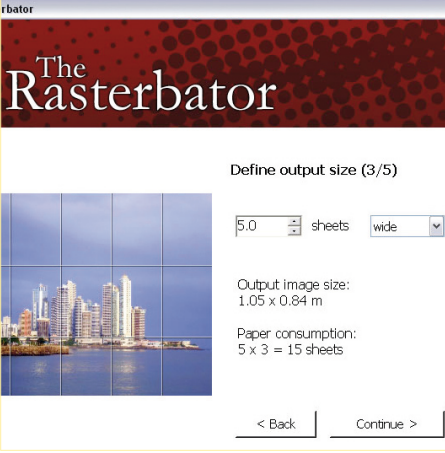 rbator
The
Rasterbator
Define output size (3/5)
5.0 sheets wide
Output image size:
1.05 x 0.84 m
Paper consumption:
5 x 3 = 15 sheets
< Back Continue >